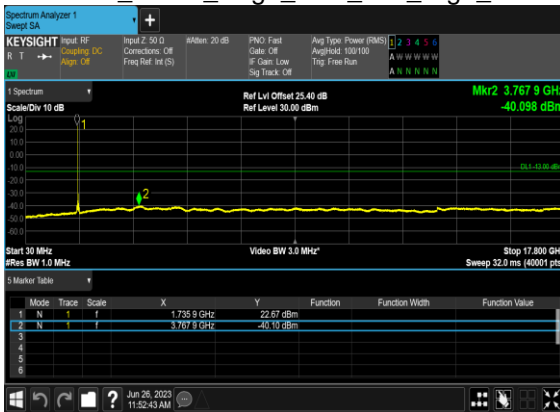 Spectrum Analyzer 1
Swept SA
KEYSIGHT Input: RF Input Z: 50 Ω #Atten: 20 dB PNO: Fast Avg Type: Power (RMS) 1 2 3 4 5 6
R T Coupling: DC Corrections: Off Gate: Off Avg|Hold: 100/100 A W W W W W
Align: Off Freq Ref: Int (S) IF Gain: Low Trig: Free Run
Sig Track: Off A N N N N N
1 Spectrum Ref Lvl Offset 25.40 dB Mkr2 3.767 9 GHz
Scale/Div 10 dB Ref Level 30.00 dBm -40.098 dBm
Log
20.0 1
10.0
0.00
-10.0 DL1 -13.00 dBm
-20.0
-30.0 2
-40.0
-50.0
-60.0
Start 30 MHz Video BW 3.0 MHz* Stop 17.800 GH
#Res BW 1.0 MHz Sweep 32.0 ms (40001 pts
5 Marker Table
Mode Trace Scale X Y Function Function Width Function Value
1 N 1 f 1.735 9 GHz 22.67 dBm
2 N 1 f 3.767 9 GHz -40.10 dBm
3
4
5
6
? Jun 26, 2023
11:52:43 AM